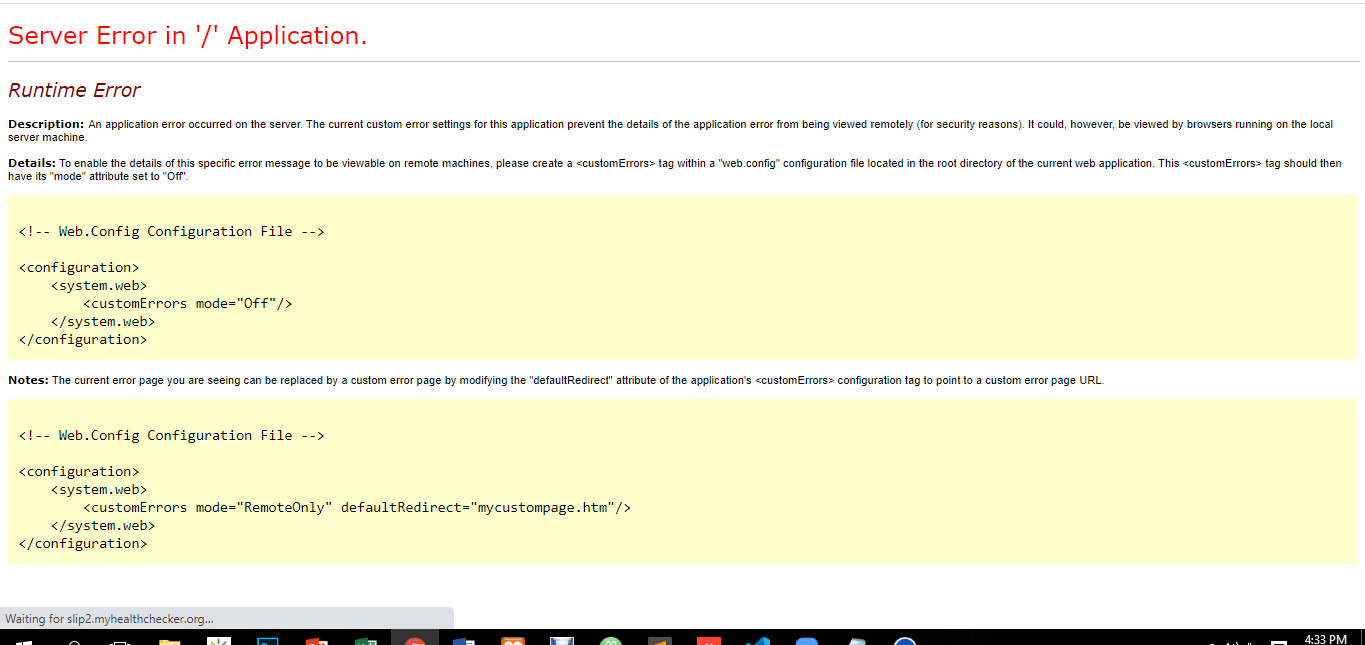 Server Error in '/' Application.
Runtime Error
Description: An application error occurred on the server. The current custom error settings for this application prevent the details of the application error from being viewed remotely (for security reasons). It could, however, be viewed by browsers running on the local
server machine.
Details: To enable the details of this specific error message to be viewable on remote machines, please create a <customErrors> tag within a "web.config" configuration file located in the root directory of the current web application. This <customErrors> tag should then
have its "mode" attribute set to "Off".
<!-- Web.Config Configuration File -->
<configuration>
    <system.web>
        <customErrors mode="Off"/>
    </system.web>
</configuration>
Notes: The current error page you are seeing can be replaced by a custom error page by modifying the "defaultRedirect" attribute of the application's <customErrors> configuration tag to point to a custom error page URL.
<!-- Web.Config Configuration File -->
<configuration>
    <system.web>
        <customErrors mode="RemoteOnly" defaultRedirect="mycustompage.htm"/>
    </system.web>
</configuration>
Waiting for slip2.myhealthchecker.org...
4:33 PM